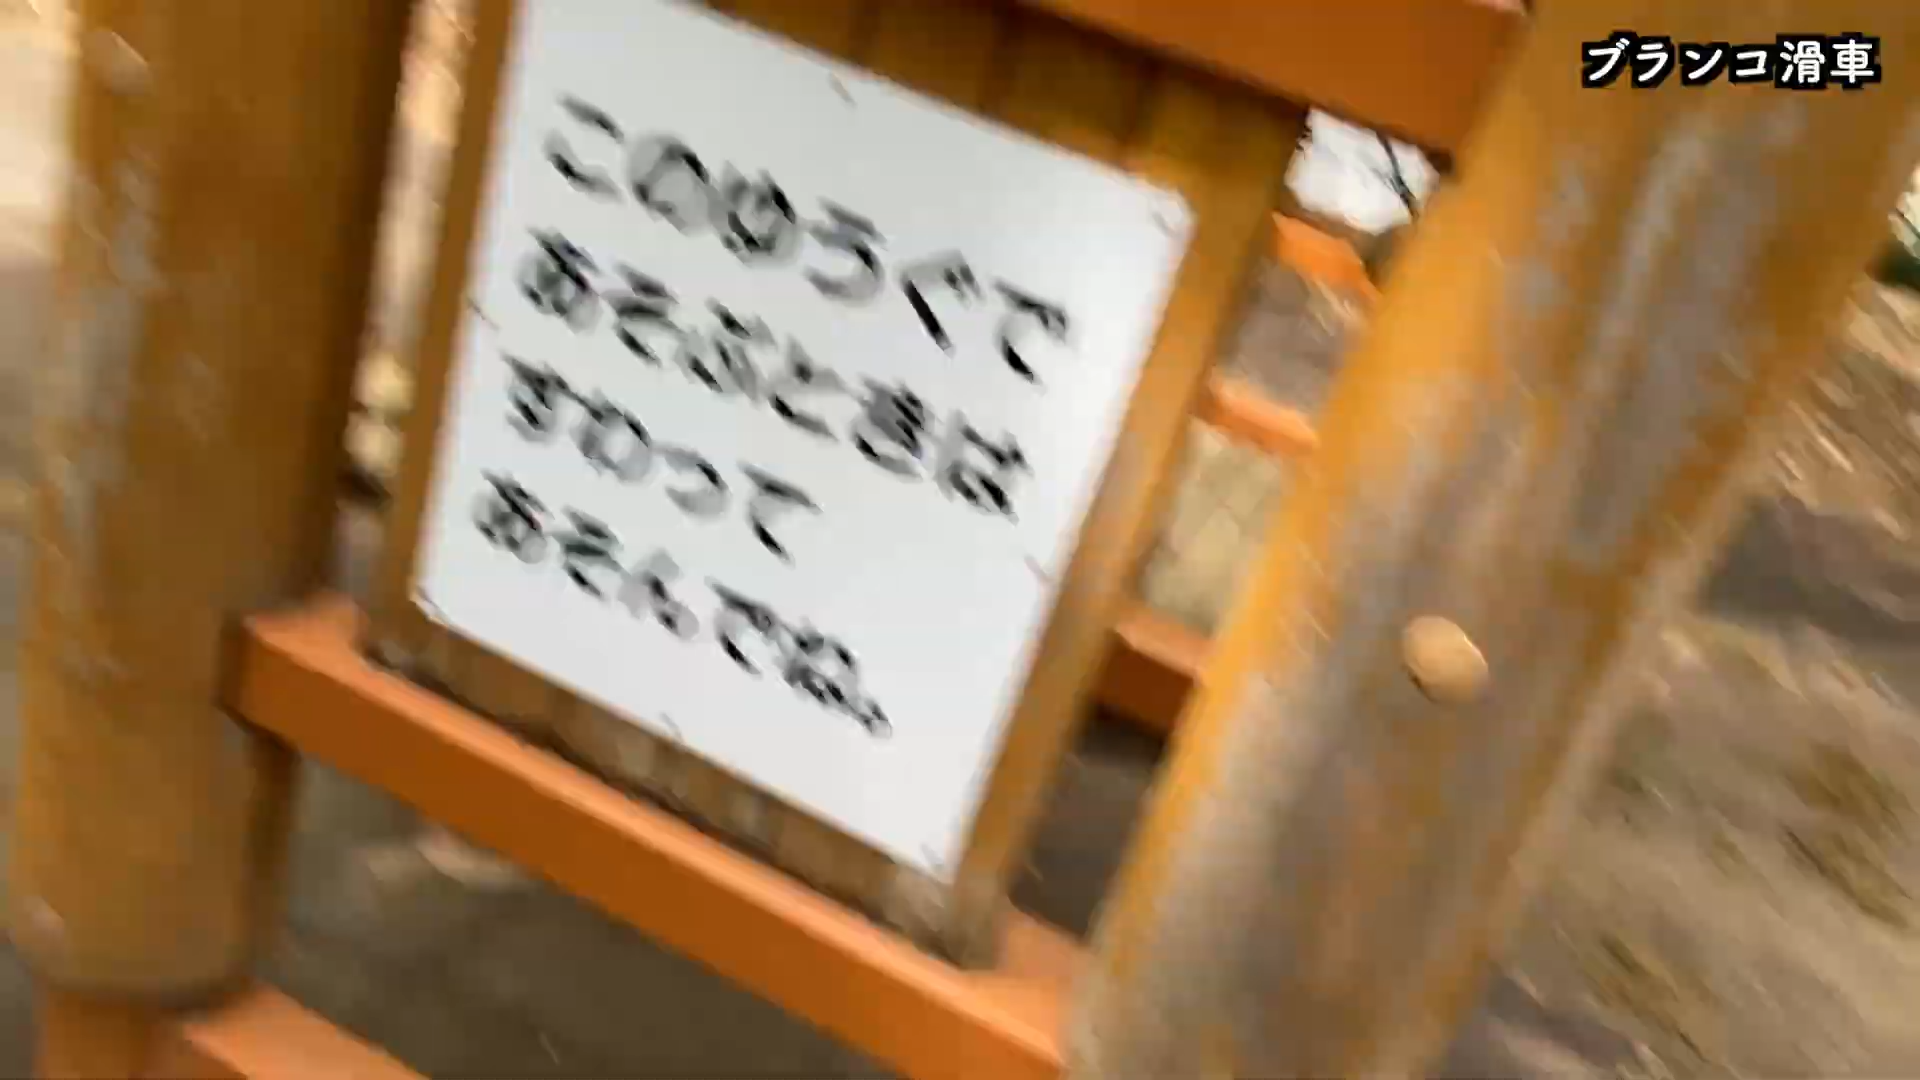 ブランコ滑車
このゆうぐで
あそぶときは
すわって
あそんでね。